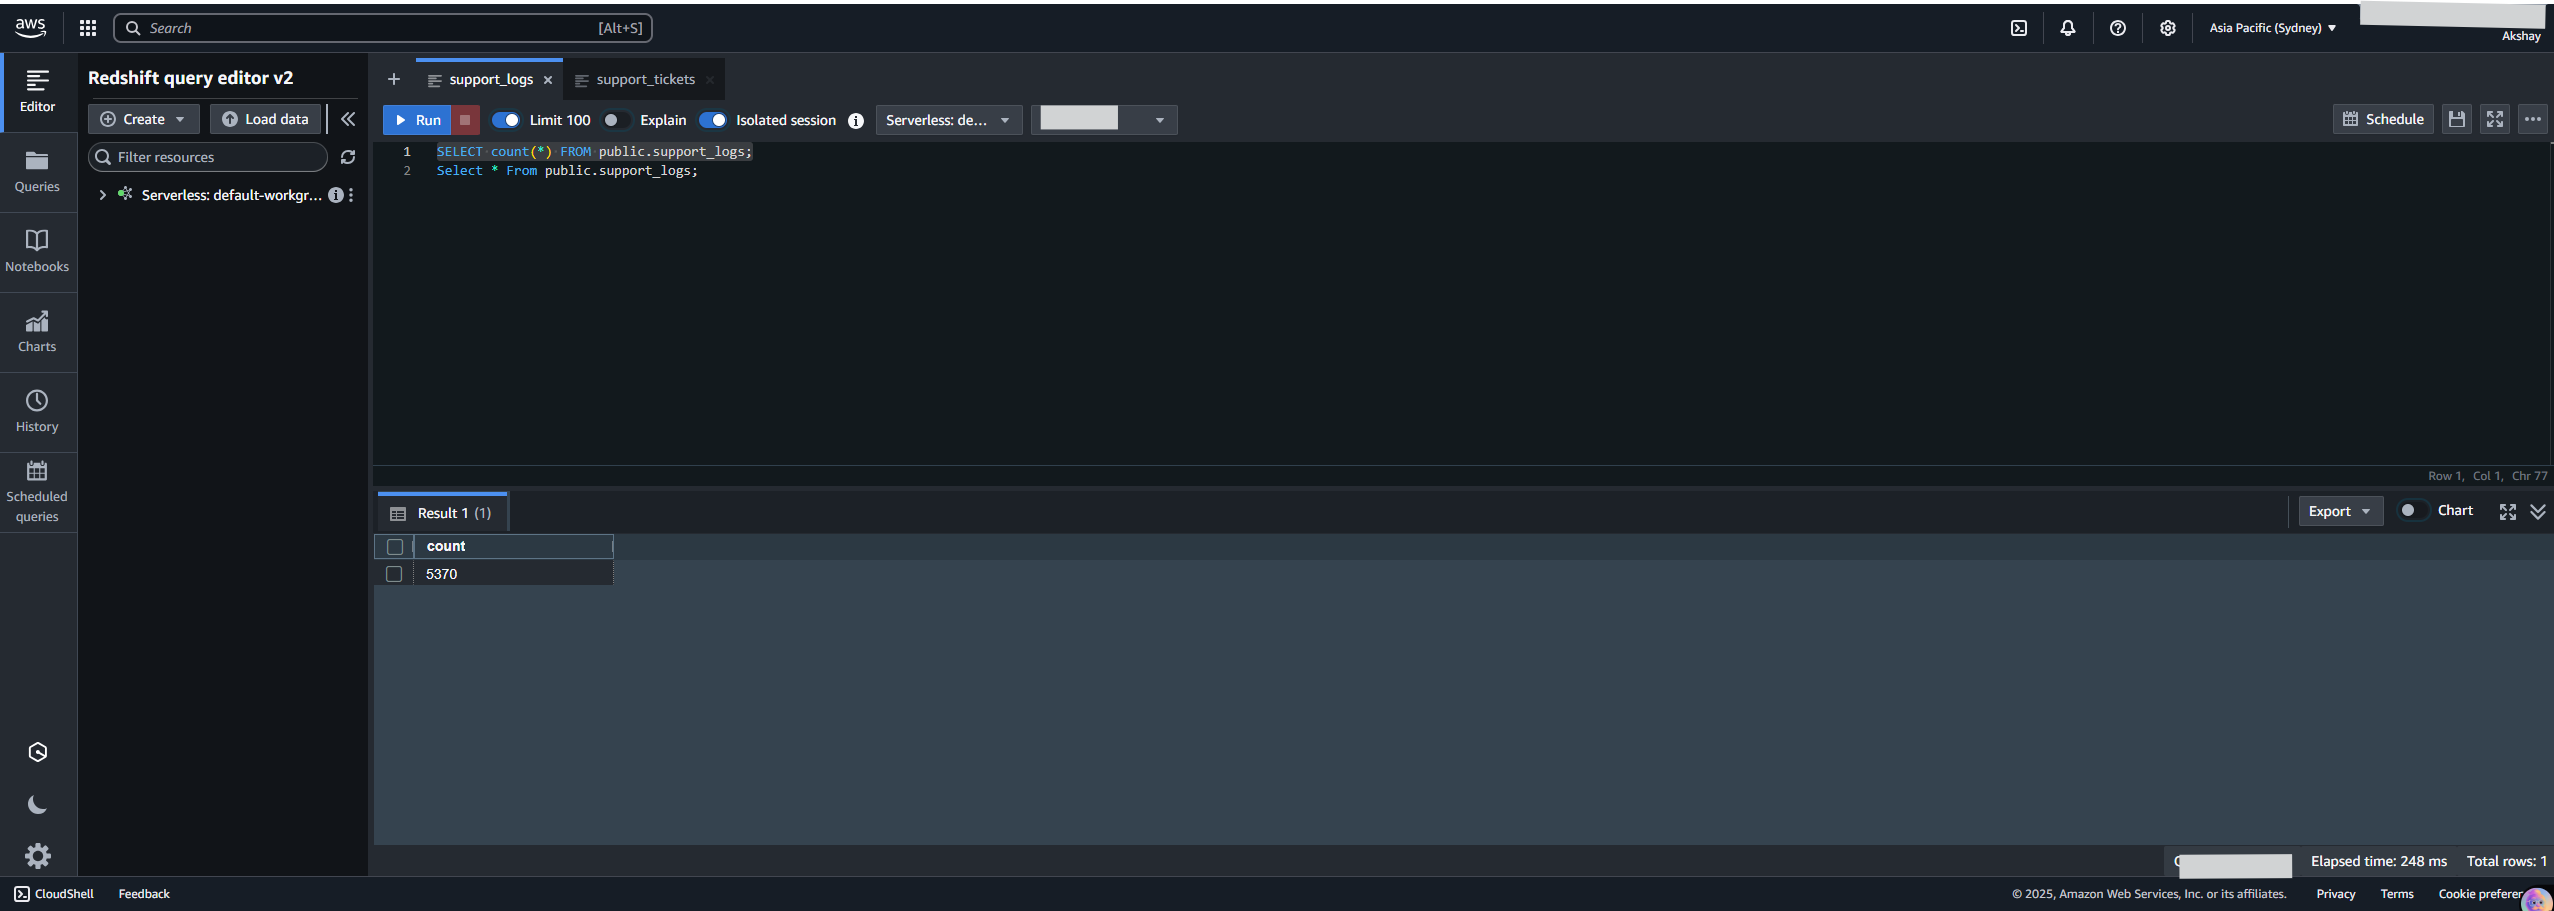 aws
Search [Alt+S]
Asia Pacific (Sydney)
Akshay
Editor
Queries
Notebooks
Charts
History
Scheduled
queries
Redshift query editor v2
Create
Load data
Filter resources
Serverless: default-workgr...
support_logs
support_tickets
Run
Limit 100
Explain
Isolated session
Serverless: de...
Schedule
1 SELECT count(*) FROM public.support_logs;
2 Select * From public.support_logs;
Row 1, Col 1, Chr 77
Result 1 (1)
Export
Chart
count
5370
Elapsed time: 248 ms Total rows: 1
CloudShell Feedback
© 2025, Amazon Web Services, Inc. or its affiliates. Privacy Terms Cookie prefere